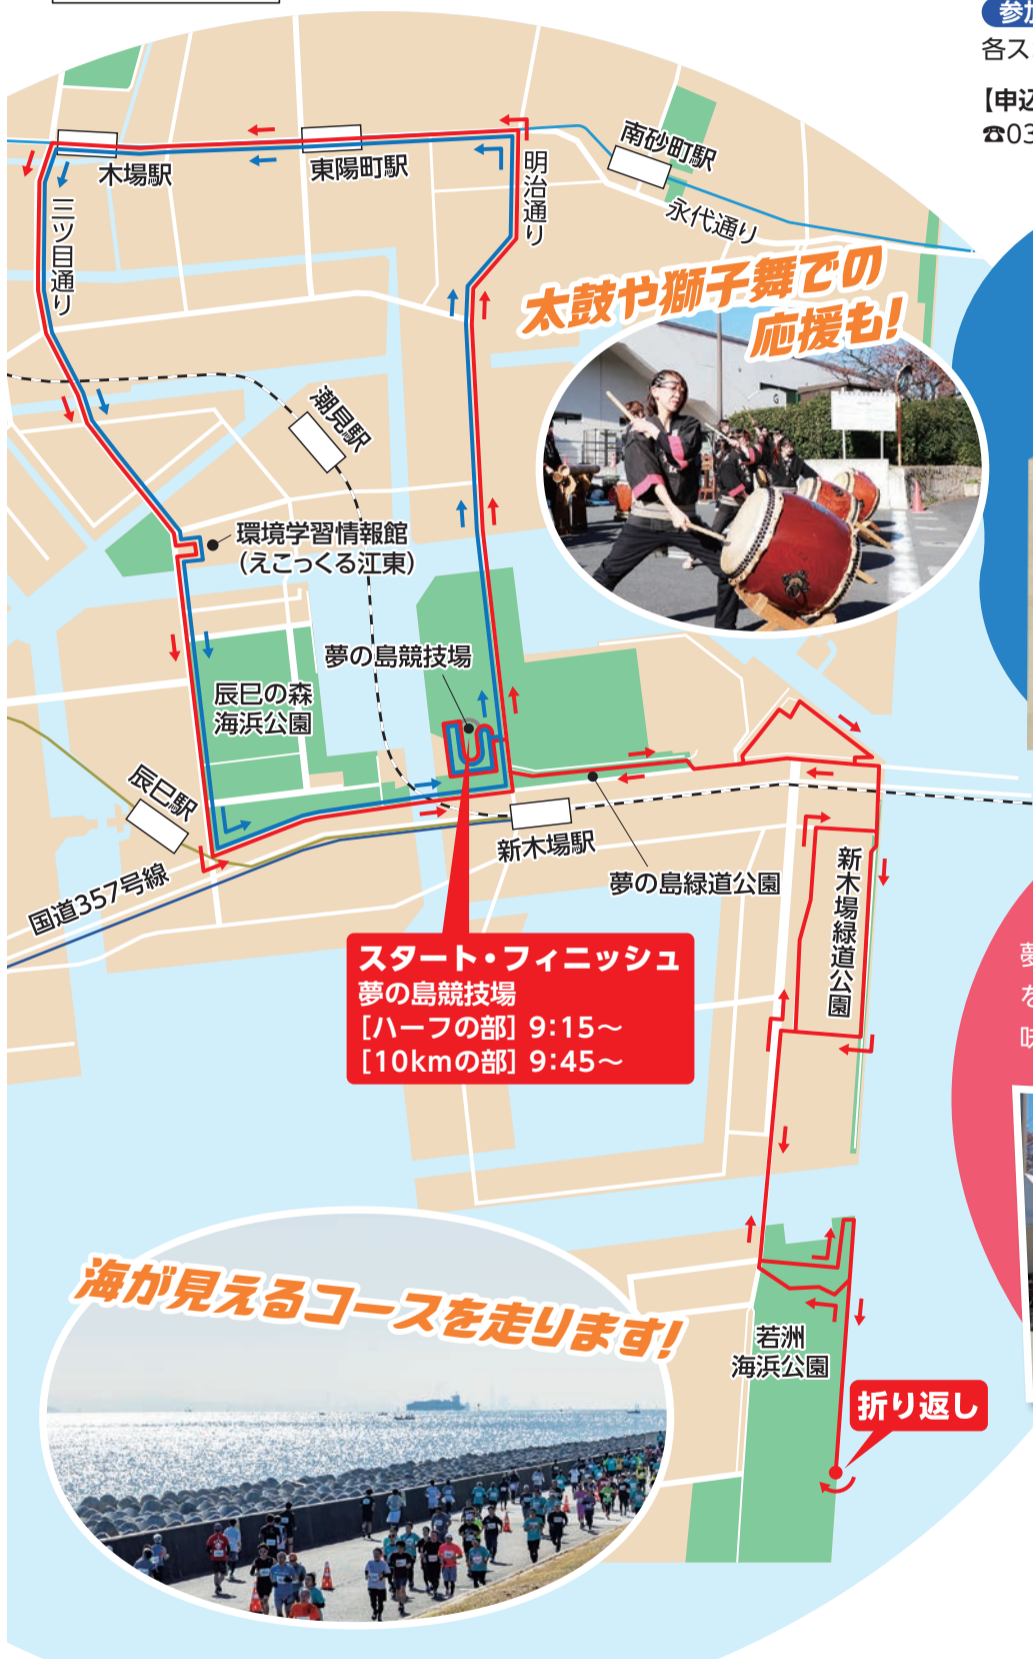 参加
各ス
【申込
☎03
木場駅
東陽町駅
明治通り
南砂町駅
永代通り
三ツ目通り
太鼓や獅子舞での
応援も!
潮見駅
環境学習情報館
(えこっくる江東)
夢の島競技場
辰巳の森
海浜公園
辰巳駅
新木場駅
夢の島緑道公園
新木場緑道公園
国道357号線
スタート・フィニッシュ
夢の島競技場
[ハーフの部] 9:15～
[10kmの部] 9:45～
夢
を
海が見えるコースを走ります!
若洲
海浜公園
折り返し